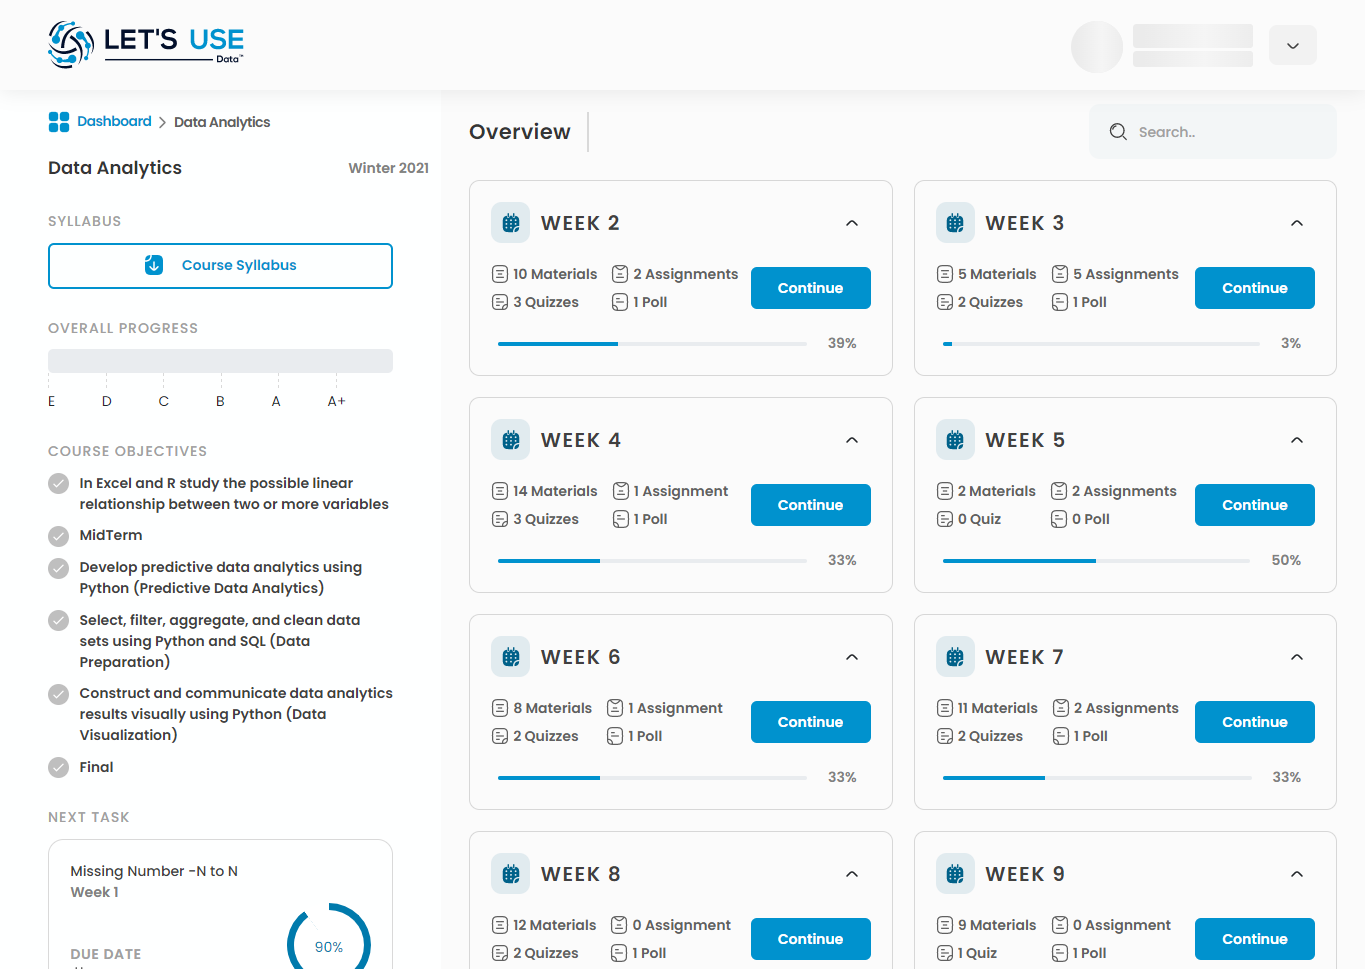 LET'S USE
Data™
Dashboard > Data Analytics
Data Analytics
Winter 2021
SYLLABUS
Course Syllabus
OVERALL PROGRESS
E D C B A A+
COURSE OBJECTIVES
In Excel and R study the possible linear
relationship between two or more variables
MidTerm
Develop predictive data analytics using
Python (Predictive Data Analytics)
Select, filter, aggregate, and clean data
sets using Python and SQL (Data
Preparation)
Construct and communicate data analytics
results visually using Python (Data
Visualization)
Final
NEXT TASK
Missing Number -N to N
Week 1
90%
DUE DATE
Overview
Search..
WEEK 2
10 Materials 2 Assignments
3 Quizzes 1 Poll
Continue
39%
WEEK 3
5 Materials 5 Assignments
2 Quizzes 1 Poll
Continue
3%
WEEK 4
14 Materials 1 Assignment
3 Quizzes 1 Poll
Continue
33%
WEEK 5
2 Materials 2 Assignments
0 Quiz 0 Poll
Continue
50%
WEEK 6
8 Materials 1 Assignment
2 Quizzes 1 Poll
Continue
33%
WEEK 7
11 Materials 2 Assignments
2 Quizzes 1 Poll
Continue
33%
WEEK 8
12 Materials 0 Assignment
2 Quizzes 1 Poll
Continue
WEEK 9
9 Materials 0 Assignment
1 Quiz 1 Poll
Continue